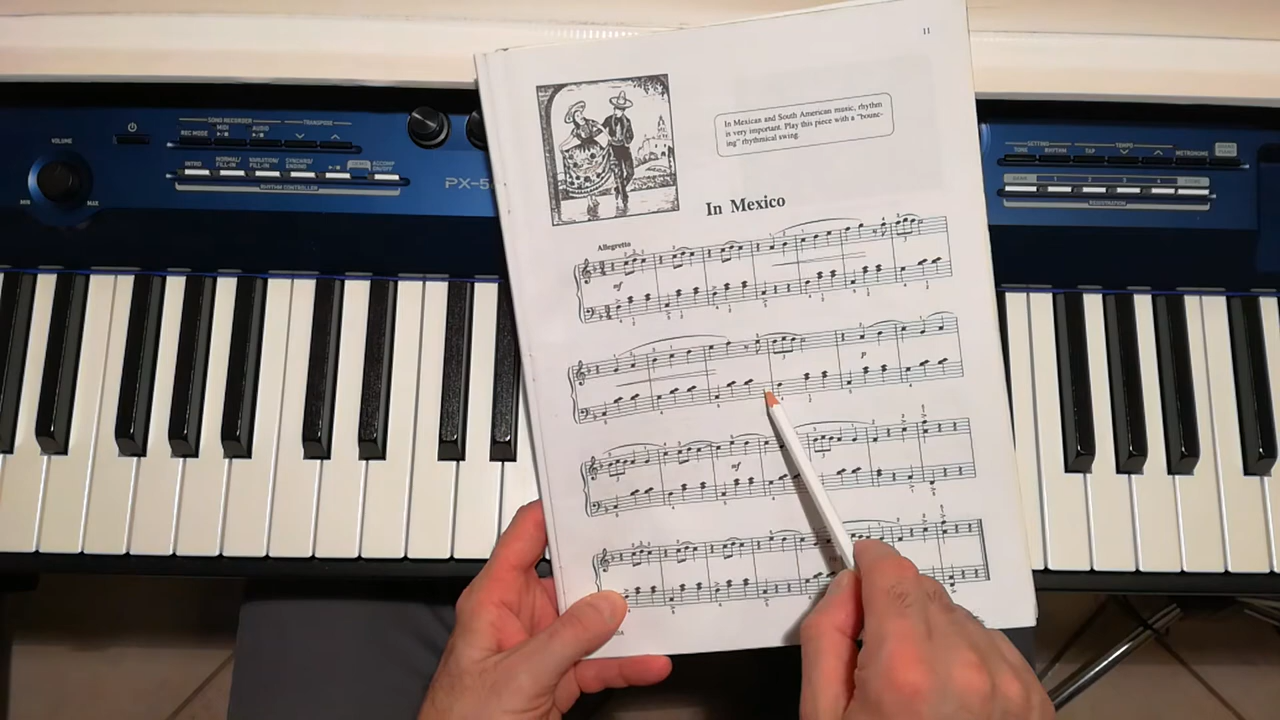 11
In Mexican and South American music, rhythm
is very important. Play this piece with a "bounc-
ing" rhythmical swing.
In Mexico
Allegretto
mf
p
mf
VOLUME
MIN
MAX
SONG RECORDER
TRANSPOSE
REC MODE
MIDI
AUDIO
INTRO
NORMAL/
FILL-IN
VARIATION/
FILL-IN
SYNCHRO/
ENDING
ACCOMP
ON/OFF
RHYTHM CONTROLLER
PX-5
SETTING
TEMPO
TONE
RHYTHM
TAP
METRONOME
BANK
1
2
3
4
STORE
REGISTRATION